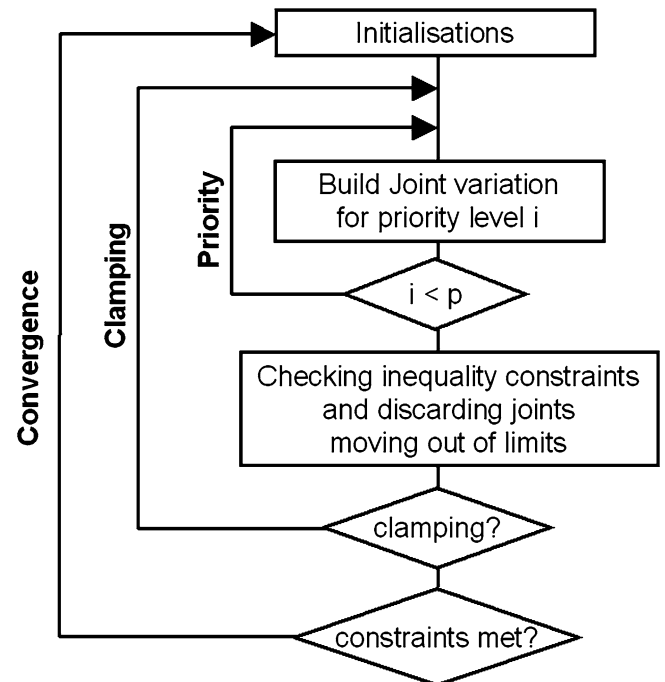 Initialisations
Build Joint variation
for priority level i
Priority
i < p
Clamping
Convergence
Checking inequality constraints
and discarding joints
moving out of limits
clamping?
constraints met?